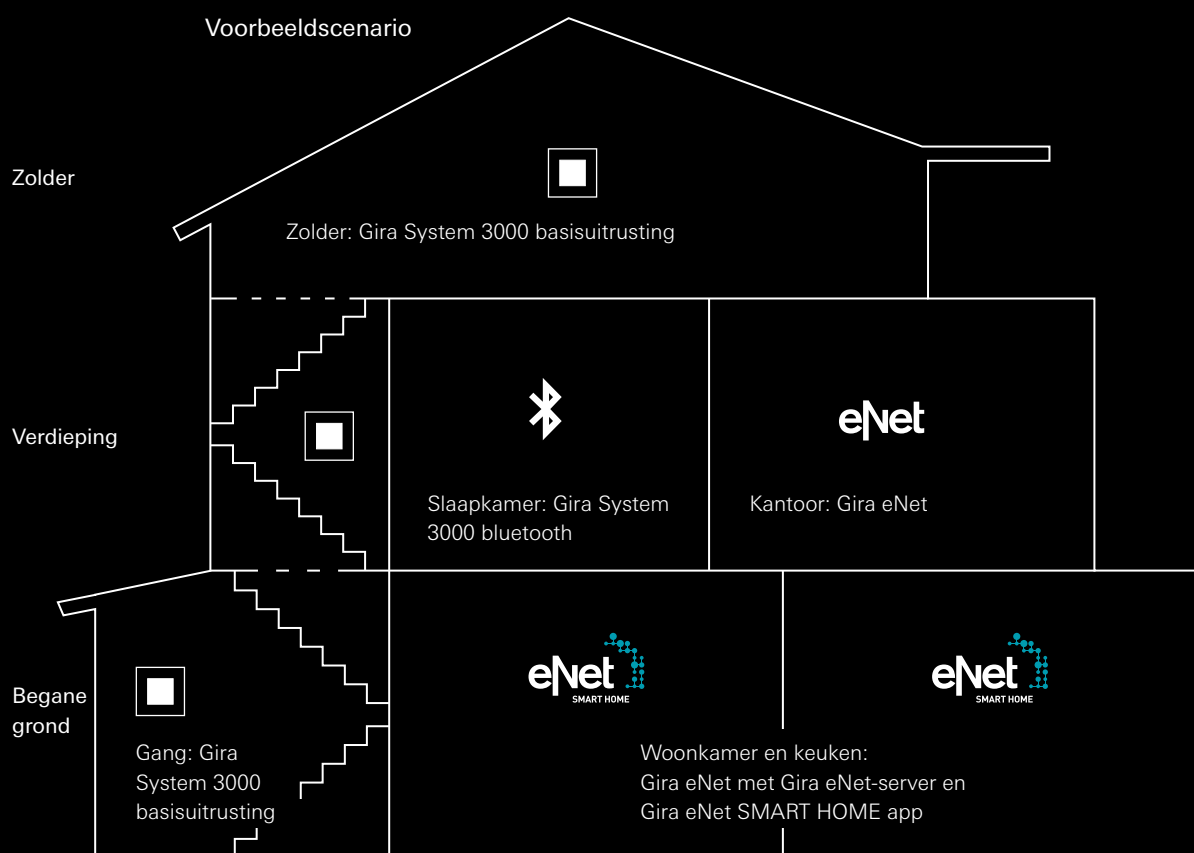 Voorbeeldscenario
Zolder
Zolder: Gira System 3000 basisuitrusting
Verdieping
eNet
Slaapkamer: Gira System
3000 bluetooth
Kantoor: Gira eNet
Begane
grond
eNet
SMART HOME
eNet
SMART HOME
Gang: Gira
System 3000
basisuitrusting
Woonkamer en keuken:
Gira eNet met Gira eNet-server en
Gira eNet SMART HOME app